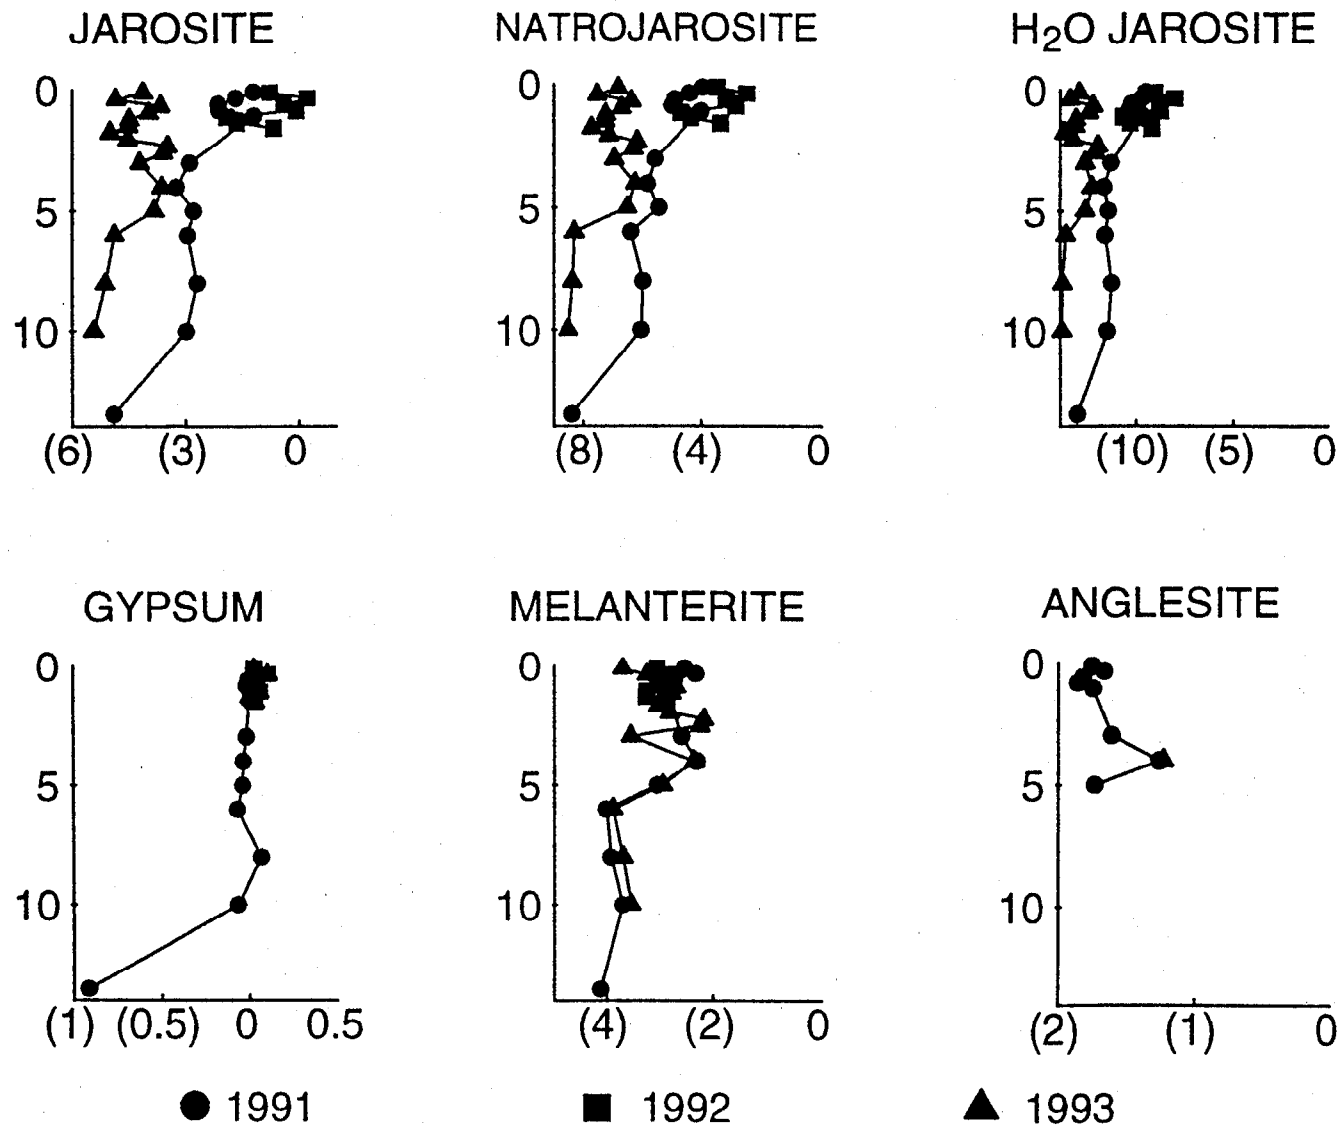 JAROSITE NATROJAROSITE H₂O JAROSITE
0 0 0
5 5 5
10 10 10
(6) (3) 0 (8) (4) 0 (10) (5) 0
GYPSUM MELANTERITE ANGLESITE
0 0 0
5 5 5
10 10 10
(1) (0.5) 0 0.5 (4) (2) 0 (2) (1) 0
1991 1992 1993